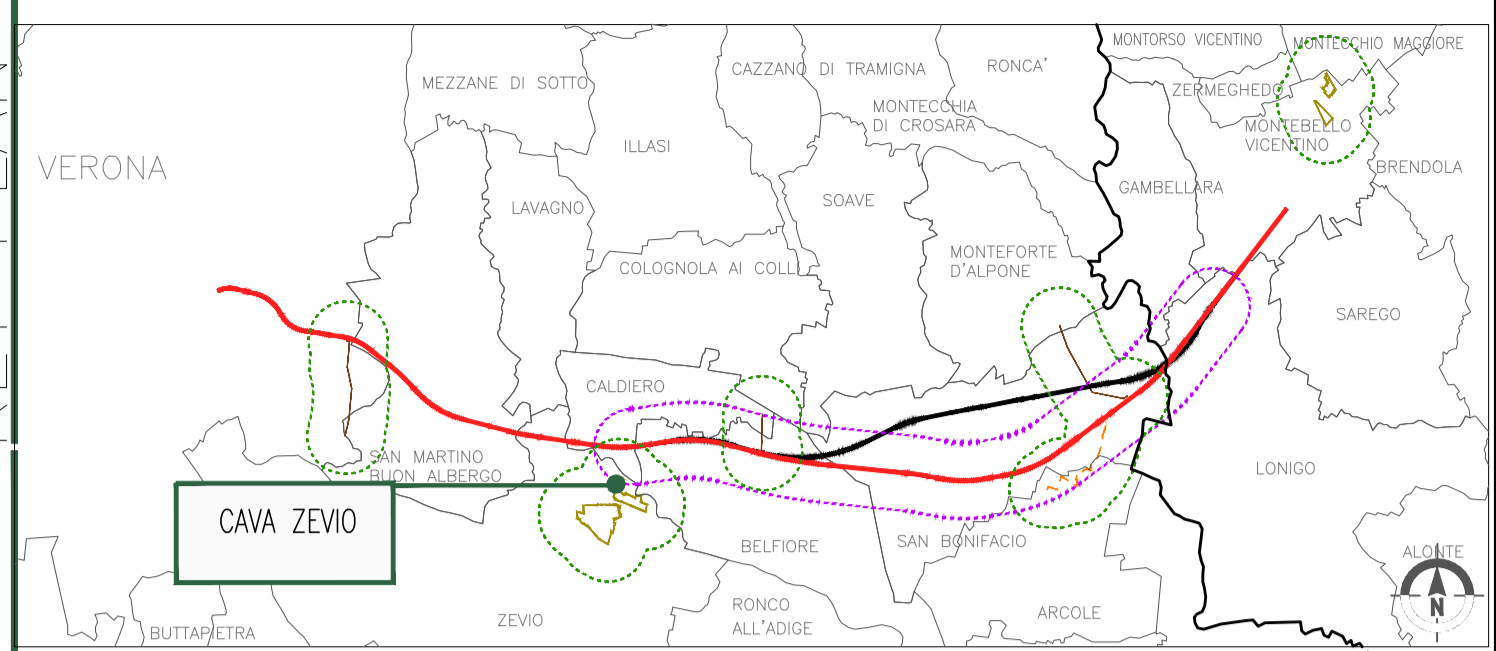 MONTORSO VICENTINO
MONTECCHIO MAGGIORE
CAZZANO DI TRAMIGNA
RONCA'
MEZZANE DI SOTTO
ZERMEGHEDO
MONTECCHIA
DI CROSARA
MONTEBELLO
VICENTINO
ILLASI
VERONA
BRENDOLA
GAMBELLARA
LAVAGNO
SOAVE
MONTEFORTE
D'ALPONE
COLOGNOLA AI COLLI
SAREGO
CALDIERO
SAN MARTINO
BUON ALBERGO
LONIGO
CAVA ZEVIO
BELFIORE
SAN BONIFACIO
ALONTE
N
RONCO
ALL'ADIGE
ARCOLE
ZEVIO
BUTTAPIETRA